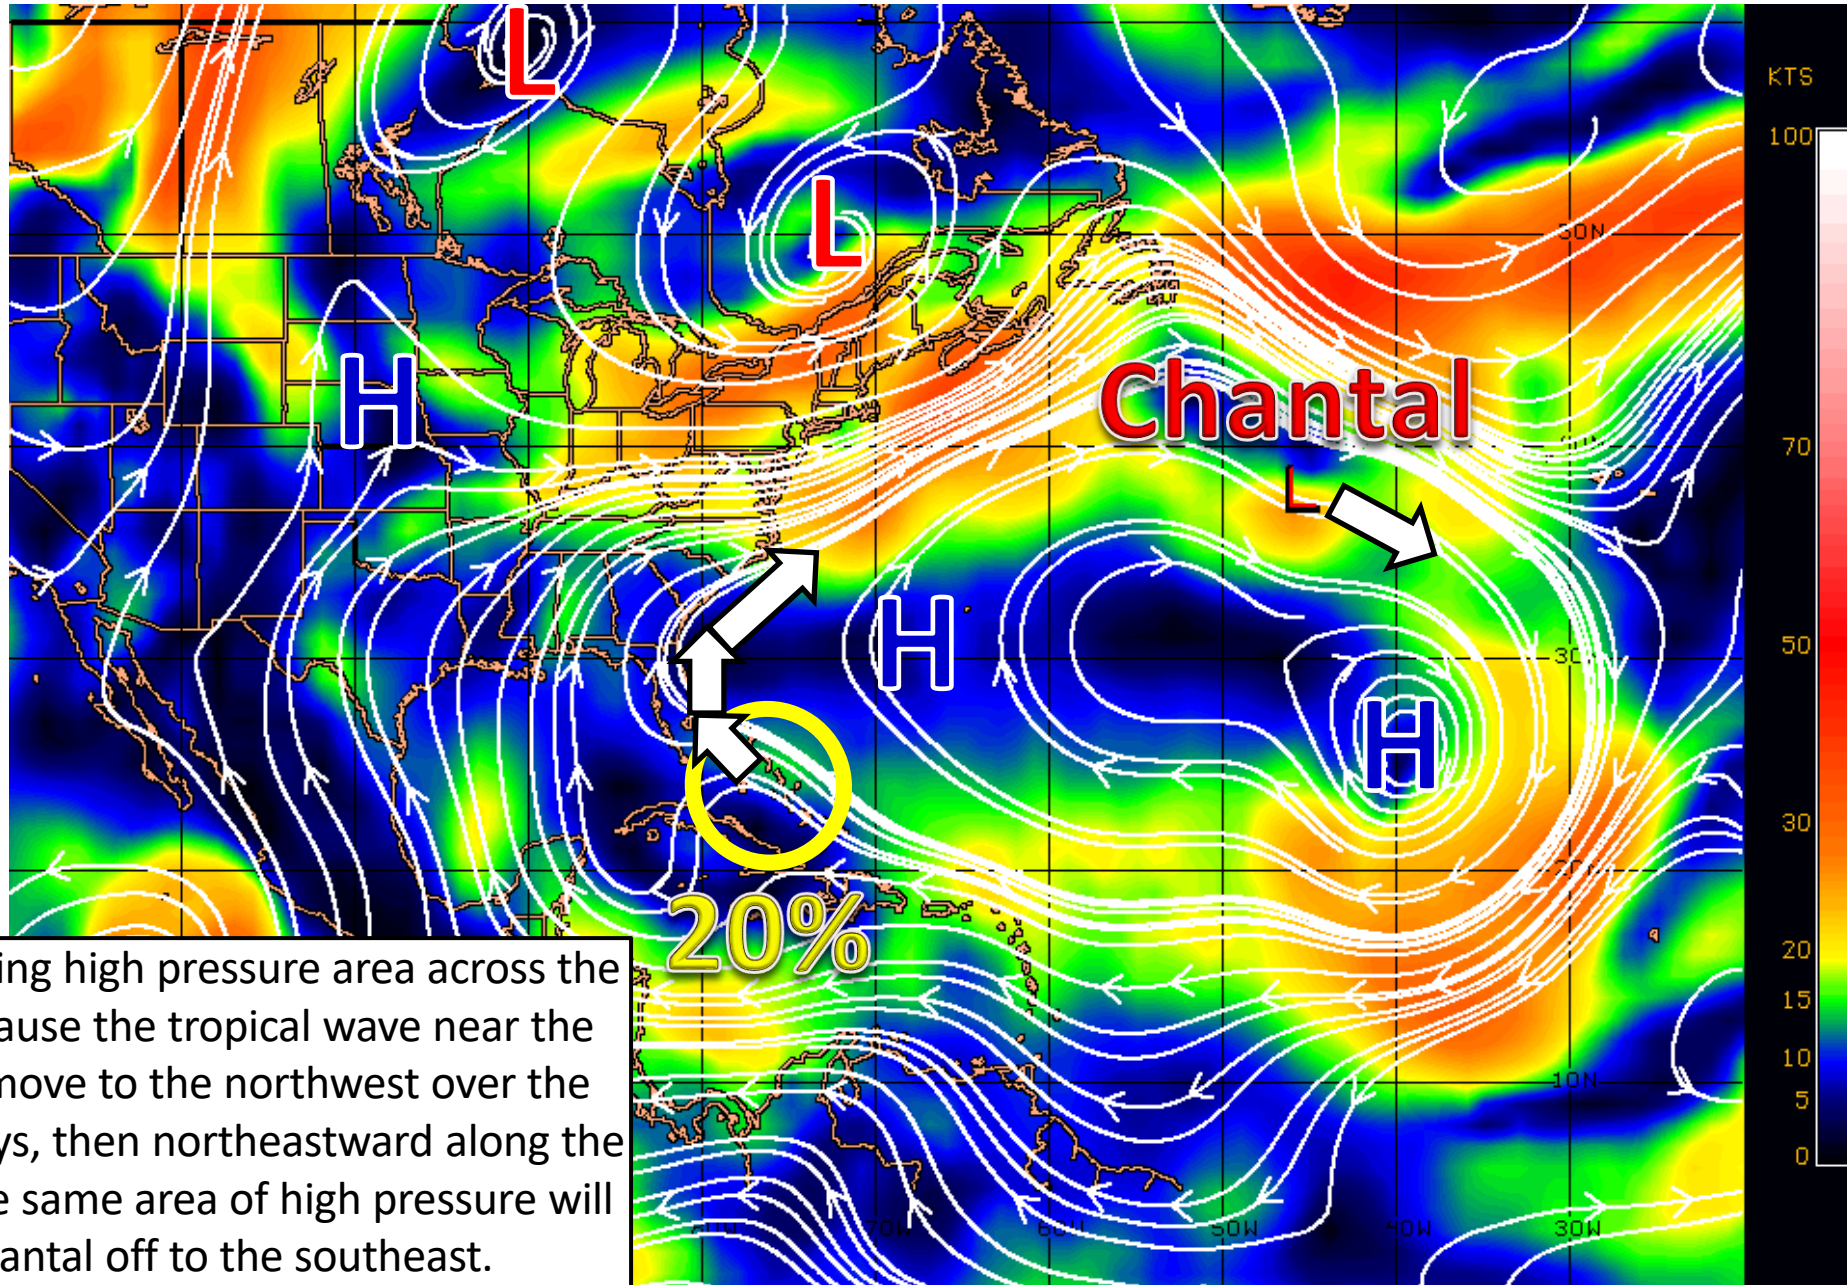 L
KTS
100
L
50N
H
Chantal
70
L
H
50
30
H
30
20N
20%
20
ing high pressure area across the
ause the tropical wave near the
move to the northwest over the
ys, then northeastward along the
e same area of high pressure will
antal off to the southeast.
15
10
10N
5
0
70W
60W
50W
40W
30W